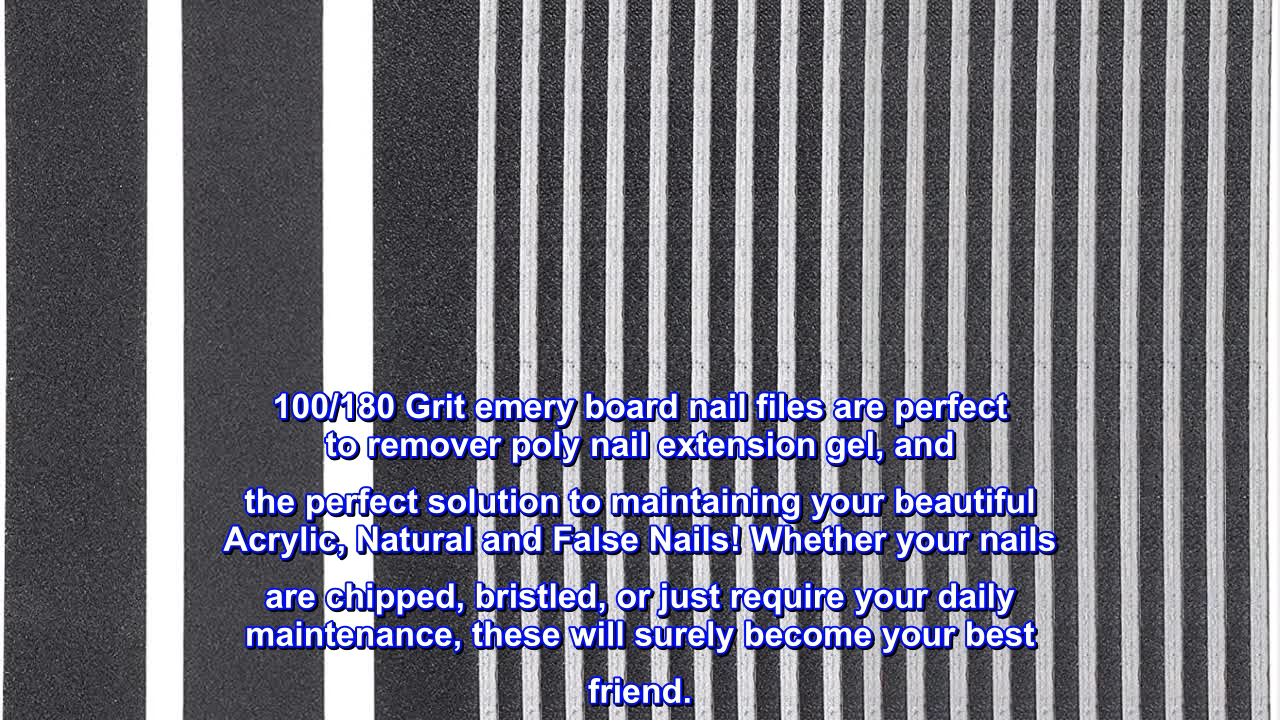 100/180 Grit emery board nail files are perfect
to remover poly nail extension gel, and
the perfect solution to maintaining your beautiful
Acrylic, Natural and False Nails! Whether your nails
are chipped, bristled, or just require your daily
maintenance, these will surely become your best
friend.